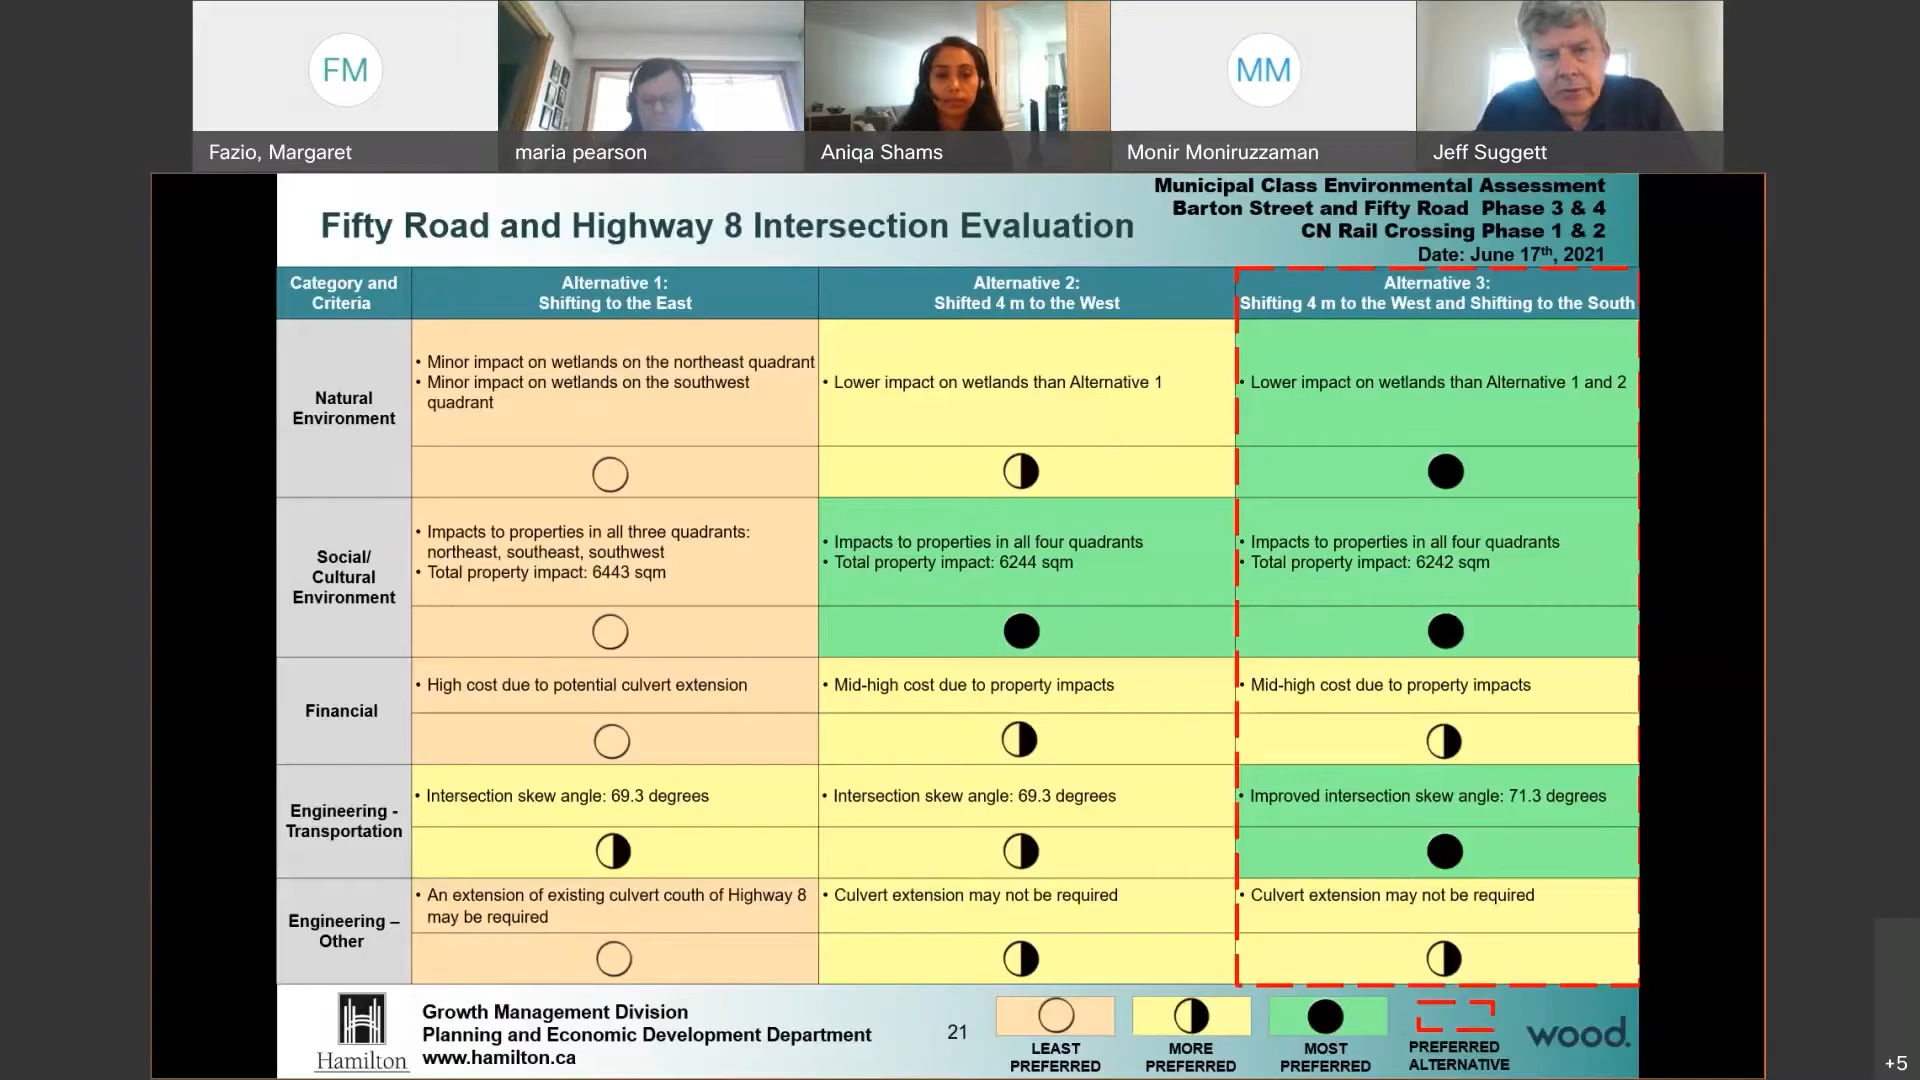 FM
MM
Fazio, Margaret
maria pearson
Aniqa Shams
Monir Moniruzzaman
Jeff Suggett
Fifty Road and Highway 8 Intersection Evaluation
Municipal Class Environmental Assessment
Barton Street and Fifty Road Phase 3 & 4
CN Rail Crossing Phase 1 & 2
Date: June 17th, 2021
Category and
Criteria
Alternative 1:
Shifting to the East
Alternative 2:
Shifted 4 m to the West
Alternative 3:
Shifting 4 m to the West and Shifting to the South
Natural
Environment
• Minor impact on wetlands on the northeast quadrant
• Minor impact on wetlands on the southwest
quadrant
• Lower impact on wetlands than Alternative 1
• Lower impact on wetlands than Alternative 1 and 2
Social/
Cultural
Environment
• Impacts to properties in all three quadrants:
northeast, southeast, southwest
• Total property impact: 6443 sqm
• Impacts to properties in all four quadrants
• Total property impact: 6244 sqm
• Impacts to properties in all four quadrants
• Total property impact: 6242 sqm
Financial
• High cost due to potential culvert extension
• Mid-high cost due to property impacts
• Mid-high cost due to property impacts
Engineering -
Transportation
• Intersection skew angle: 69.3 degrees
• Intersection skew angle: 69.3 degrees
• Improved intersection skew angle: 71.3 degrees
Engineering –
Other
• An extension of existing culvert couth of Highway 8
may be required
• Culvert extension may not be required
• Culvert extension may not be required
Hamilton
Growth Management Division
Planning and Economic Development Department
www.hamilton.ca
21
LEAST
PREFERRED
MORE
PREFERRED
MOST
PREFERRED
PREFERRED
ALTERNATIVE
wood.
+5